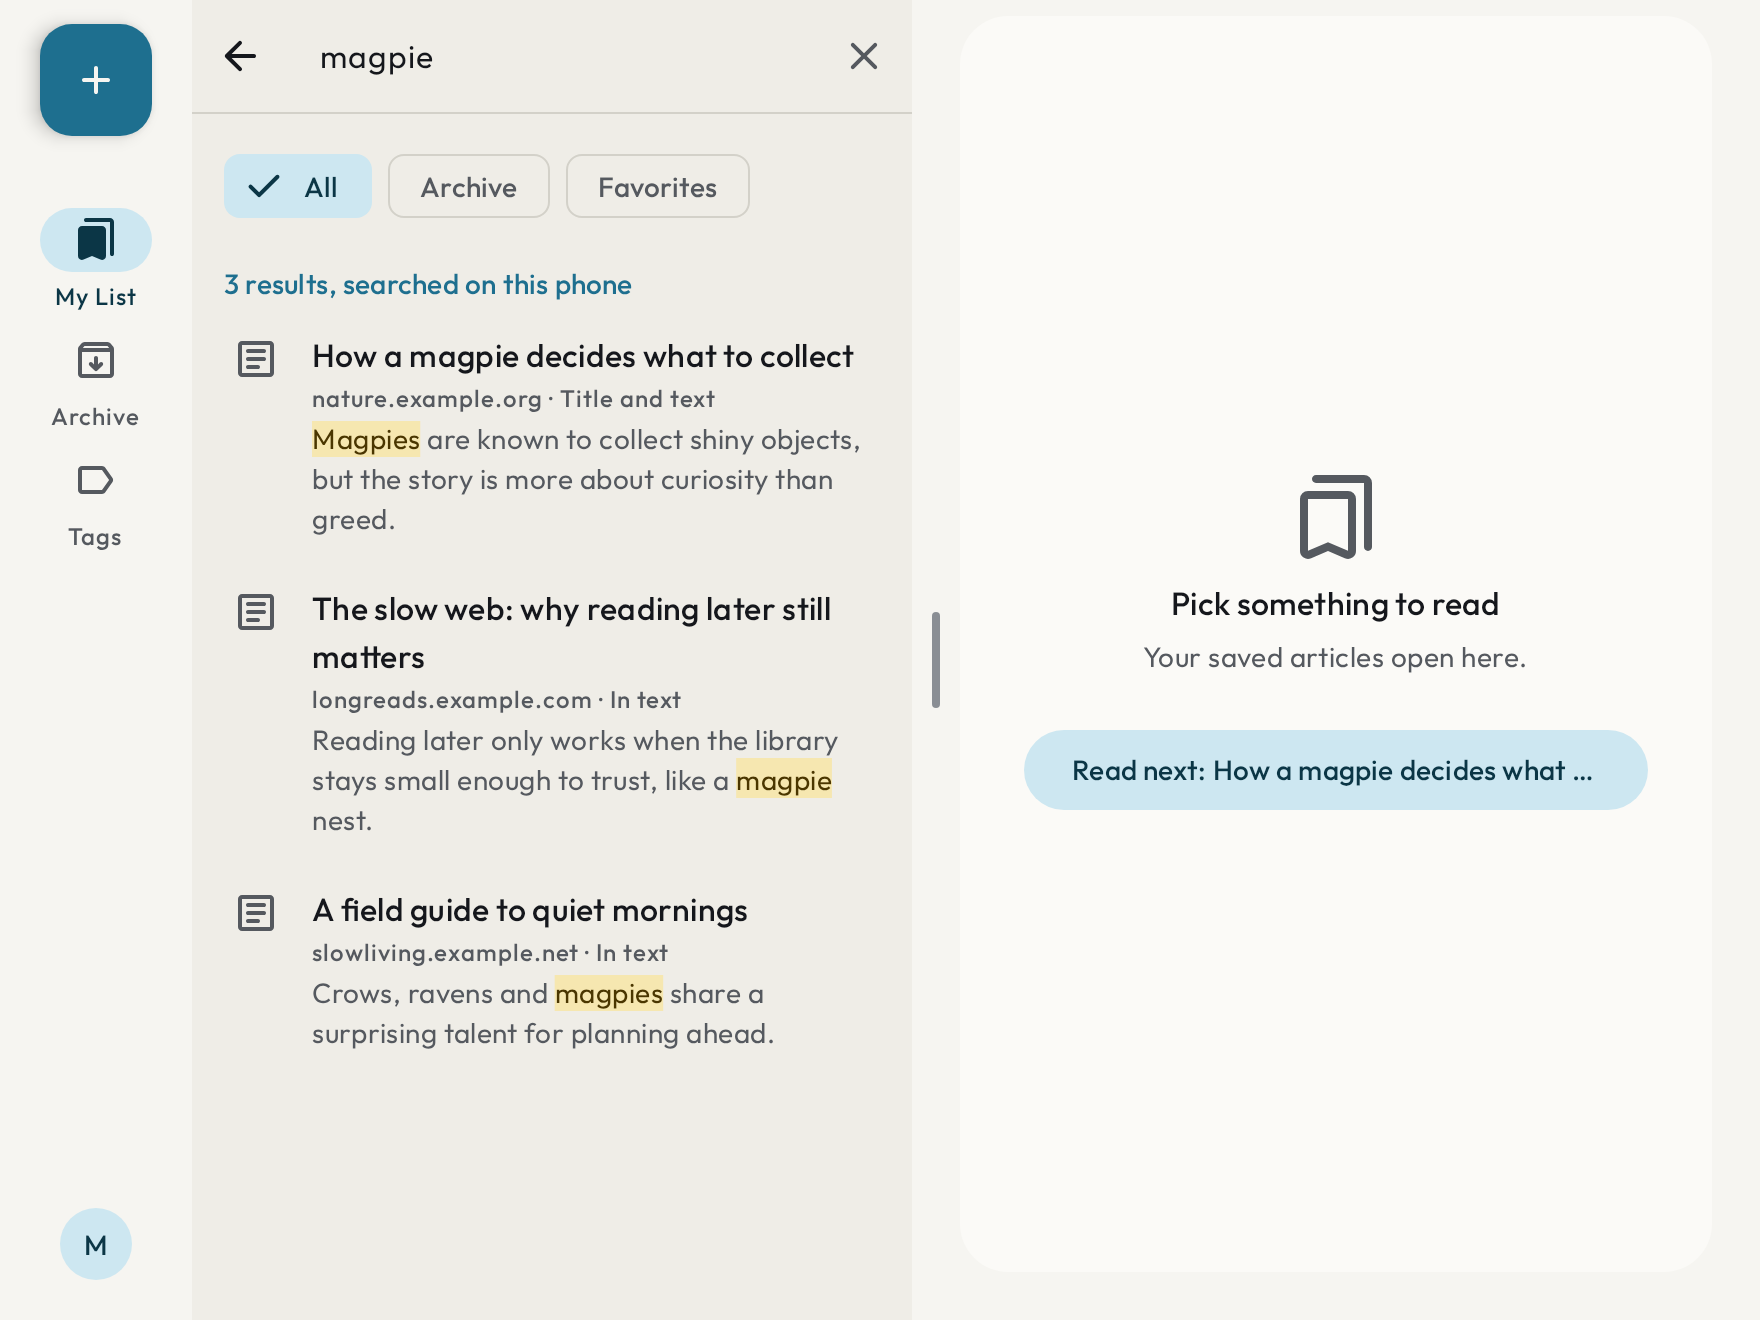 My List
Archive
Tags
M
magpie
All
Archive
Favorites
3 results, searched on this phone
How a magpie decides what to collect
nature.example.org · Title and text
Magpies are known to collect shiny objects,
but the story is more about curiosity than
greed.
The slow web: why reading later still
matters
longreads.example.com · In text
Reading later only works when the library
stays small enough to trust, like a magpie
nest.
A field guide to quiet mornings
slowliving.example.net · In text
Crows, ravens and magpies share a
surprising talent for planning ahead.
Pick something to read
Your saved articles open here.
Read next: How a magpie decides what ...